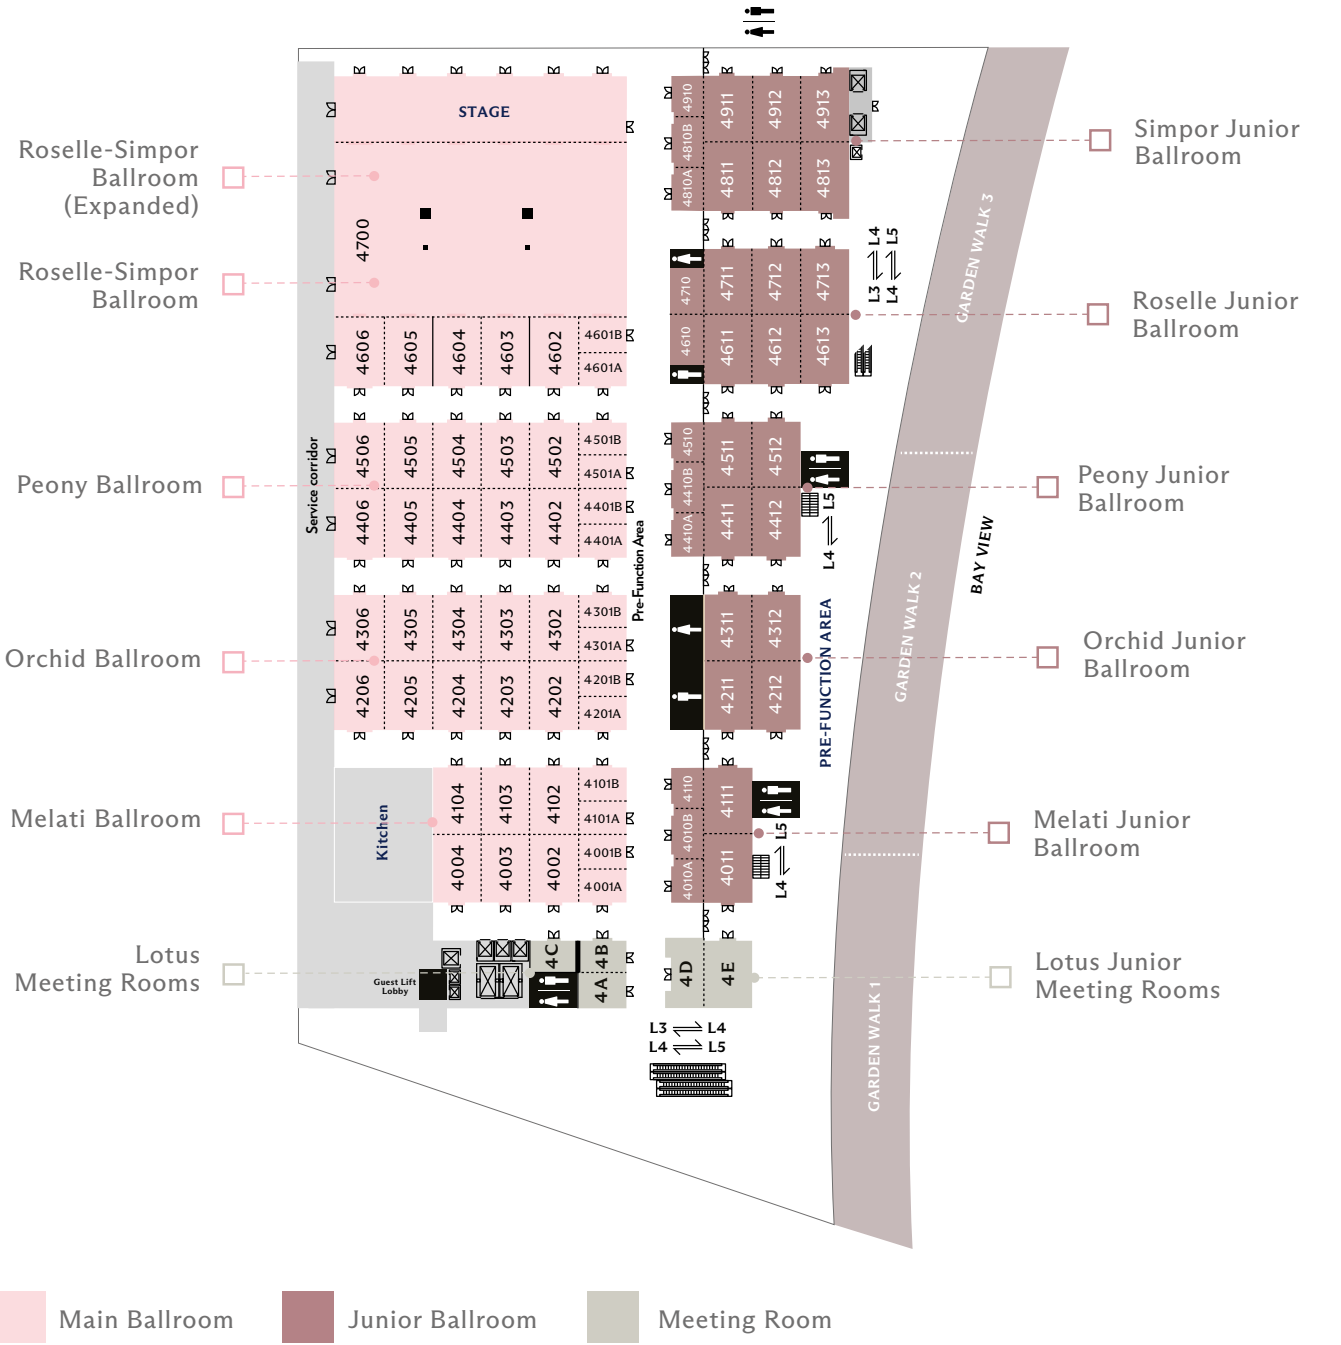 STAGE
4700
4606
4605
4604
4603
4602
4601B
4601A
4506
4505
4504
4503
4502
4501B
4501A
4406
4405
4404
4403
4402
4401B
4401A
4306
4305
4304
4303
4302
4301B
4301A
4206
4205
4204
4203
4202
4201B
4201A
4104
4103
4102
4101B
4101A
4004
4003
4002
4001B
4001A
4C
4B
4A
4D
4E
Kitchen
Guest Lift
Lobby
Service corridor
Pre-Function Area
4910
4911
4912
4913
4810B
4810A
4811
4812
4813
4710
4711
4712
4713
4610
4611
4612
4613
4510
4511
4512
4410B
4410A
4411
4412
4311
4312
4211
4212
4110
4111
4010B
4010A
4011
L3 L4
L4 L5
L4 L5
L4 L5
L3 L4
L4 L5
PRE-FUNCTION AREA
BAY VIEW
GARDEN WALK 3
GARDEN WALK 2
GARDEN WALK 1
Roselle-Simpor
Ballroom
(Expanded)
Roselle-Simpor
Ballroom
Peony Ballroom
Orchid Ballroom
Melati Ballroom
Lotus
Meeting Rooms
Simpor Junior
Ballroom
Roselle Junior
Ballroom
Peony Junior
Ballroom
Orchid Junior
Ballroom
Melati Junior
Ballroom
Lotus Junior
Meeting Rooms
Main Ballroom
Junior Ballroom
Meeting Room